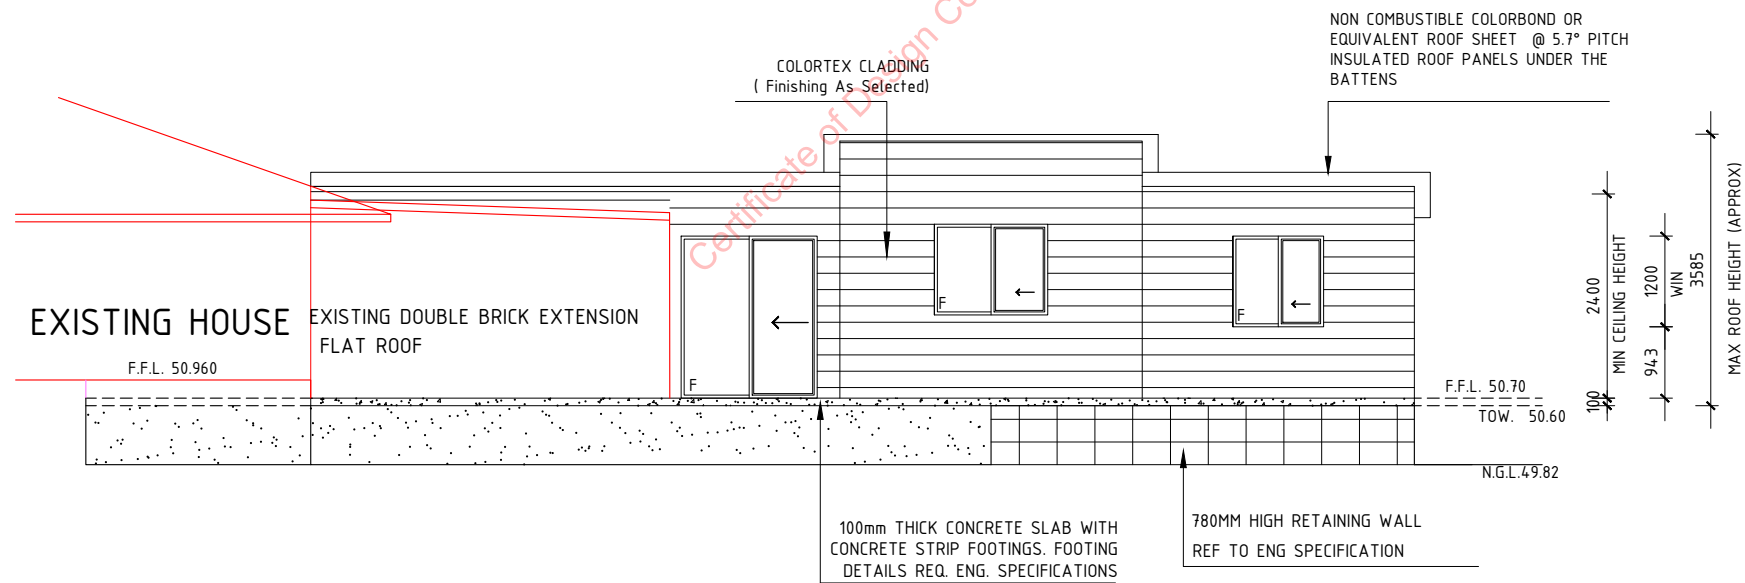 NON COMBUSTIBLE COLORBOND OR
EQUIVALENT ROOF SHEET @ 5.7° PITCH
INSULATED ROOF PANELS UNDER THE
BATTENS
COLORTEX CLADDING
( Finishing As Selected)
Certificate of Design Co
EXISTING HOUSE
EXISTING DOUBLE BRICK EXTENSION
FLAT ROOF
F.F.L. 50.960
F
F
F
2400
MIN CEILING HEIGHT
100
1200
WIN
943
3585
MAX ROOF HEIGHT (APPROX)
F.F.L. 50.70
TOW. 50.60
N.G.L.49.82
100mm THICK CONCRETE SLAB WITH
CONCRETE STRIP FOOTINGS. FOOTING
DETAILS REQ. ENG. SPECIFICATIONS
780MM HIGH RETAINING WALL
REF TO ENG SPECIFICATION